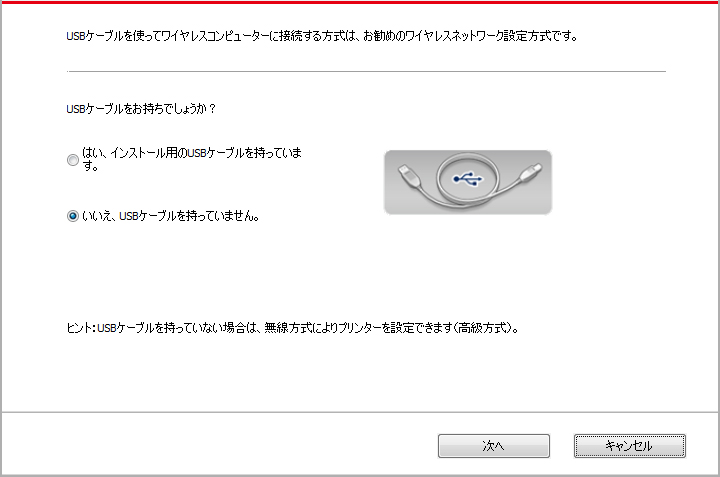 USBケーブルを使ってワイヤレスコンピューターに接続する方式は、お勧めのワイヤレスネットワーク設定方式です。
USBケーブルをお持ちでしょうか？
はい、インストール用のUSBケーブルを持っていま
す。
いいえ、USBケーブルを持っていません。
ヒント：USBケーブルを持っていない場合は、無線方式によりプリンターを設定できます（高級方式）。
次へ
キャンセル